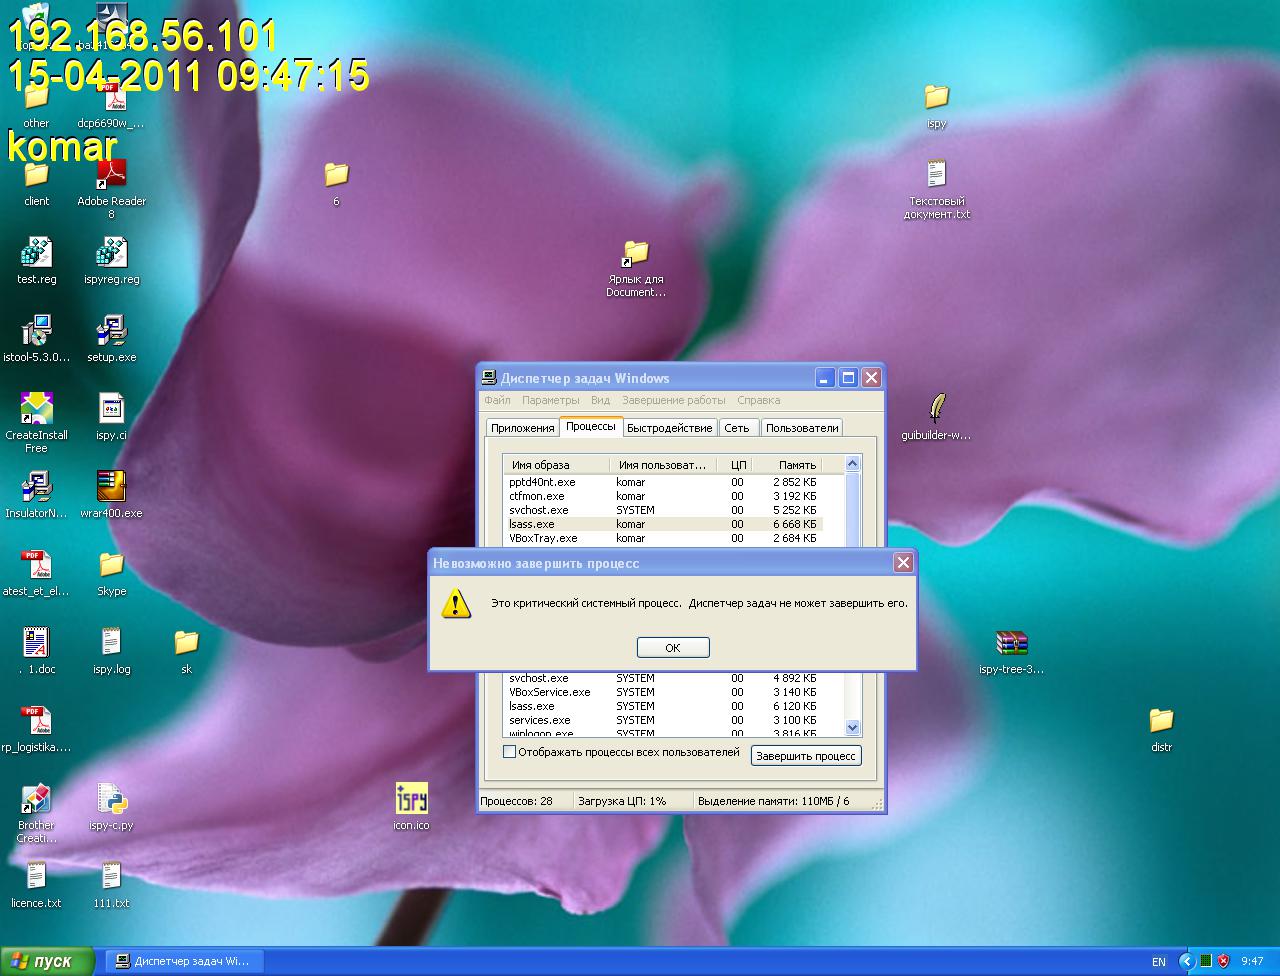 192.168.56.101
15-04-2011 09:47:15
komar
other
dcp6690w_...
client
Adobe Reader
8
test.reg
ispyreg.reg
istool-5.3.0...
setup.exe
CreateInstall
Free
ispy.ci
InsulatorN...
wrar400.exe
atest_et_el...
Skype
. 1.doc
ispy.log
sk
rp_logistika....
Brother
Creati...
ispy-c.py
licence.txt
111.txt
6
Ярлык для
Document...
ispy
Текстовый
документ.txt
guibuilder-w...
ispy-tree-3...
distr
ispy
icon.ico
Диспетчер задач Windows
Файл Параметры Вид Завершение работы Справка
Приложения Процессы Быстродействие Сеть Пользователи
Имя образа Имя пользоват... ЦП Память
pptd40nt.exe komar 00 2 852 КБ
ctfmon.exe komar 00 3 192 КБ
svchost.exe SYSTEM 00 5 252 КБ
lsass.exe komar 00 6 668 КБ
VBoxTray.exe komar 00 2 684 КБ
Невозможно завершить процесс
Это критический системный процесс. Диспетчер задач не может завершить его.
OK
svchost.exe SYSTEM 00 4 892 КБ
VBoxService.exe SYSTEM 00 3 140 КБ
lsass.exe SYSTEM 00 6 120 КБ
services.exe SYSTEM 00 3 100 КБ
winlogon.exe SYSTEM 00 3 816 КБ
Отображать процессы всех пользователей
Завершить процесс
Процессов: 28 Загрузка ЦП: 1% Выделение памяти: 110МБ / 6
пуск
Диспетчер задач Wi...
EN
9:47